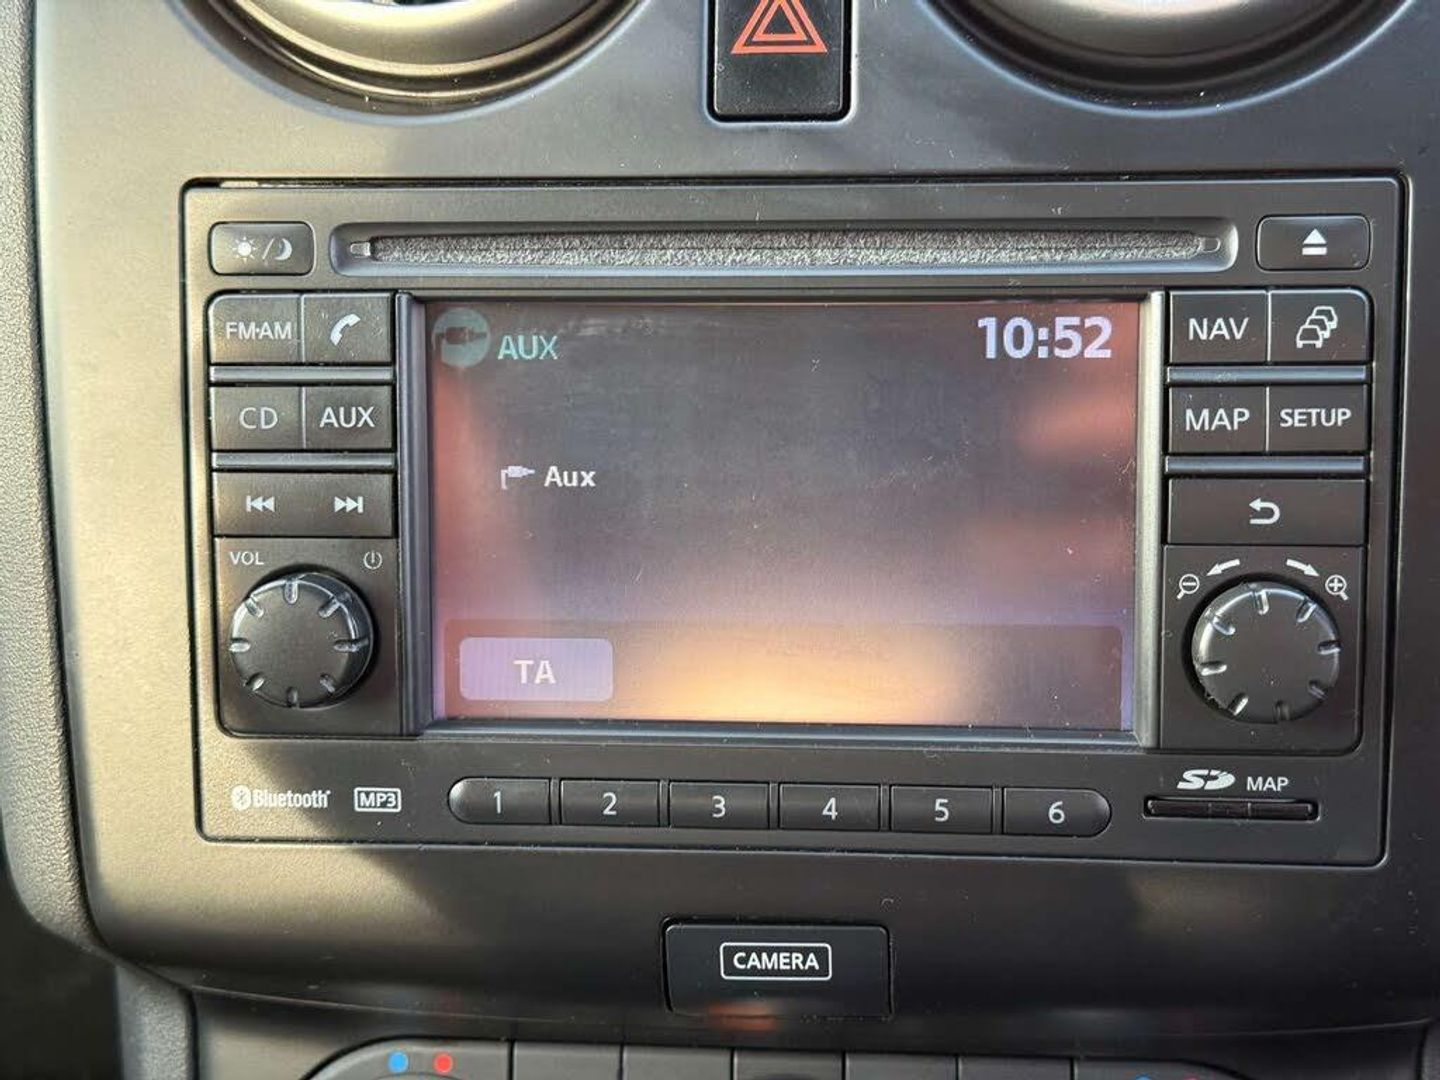 FM·AM
CD
AUX
VOL
AUX
10:52
Aux
TA
NAV
MAP
SETUP
Bluetooth
MP3
1
2
3
4
5
6
SD
MAP
CAMERA